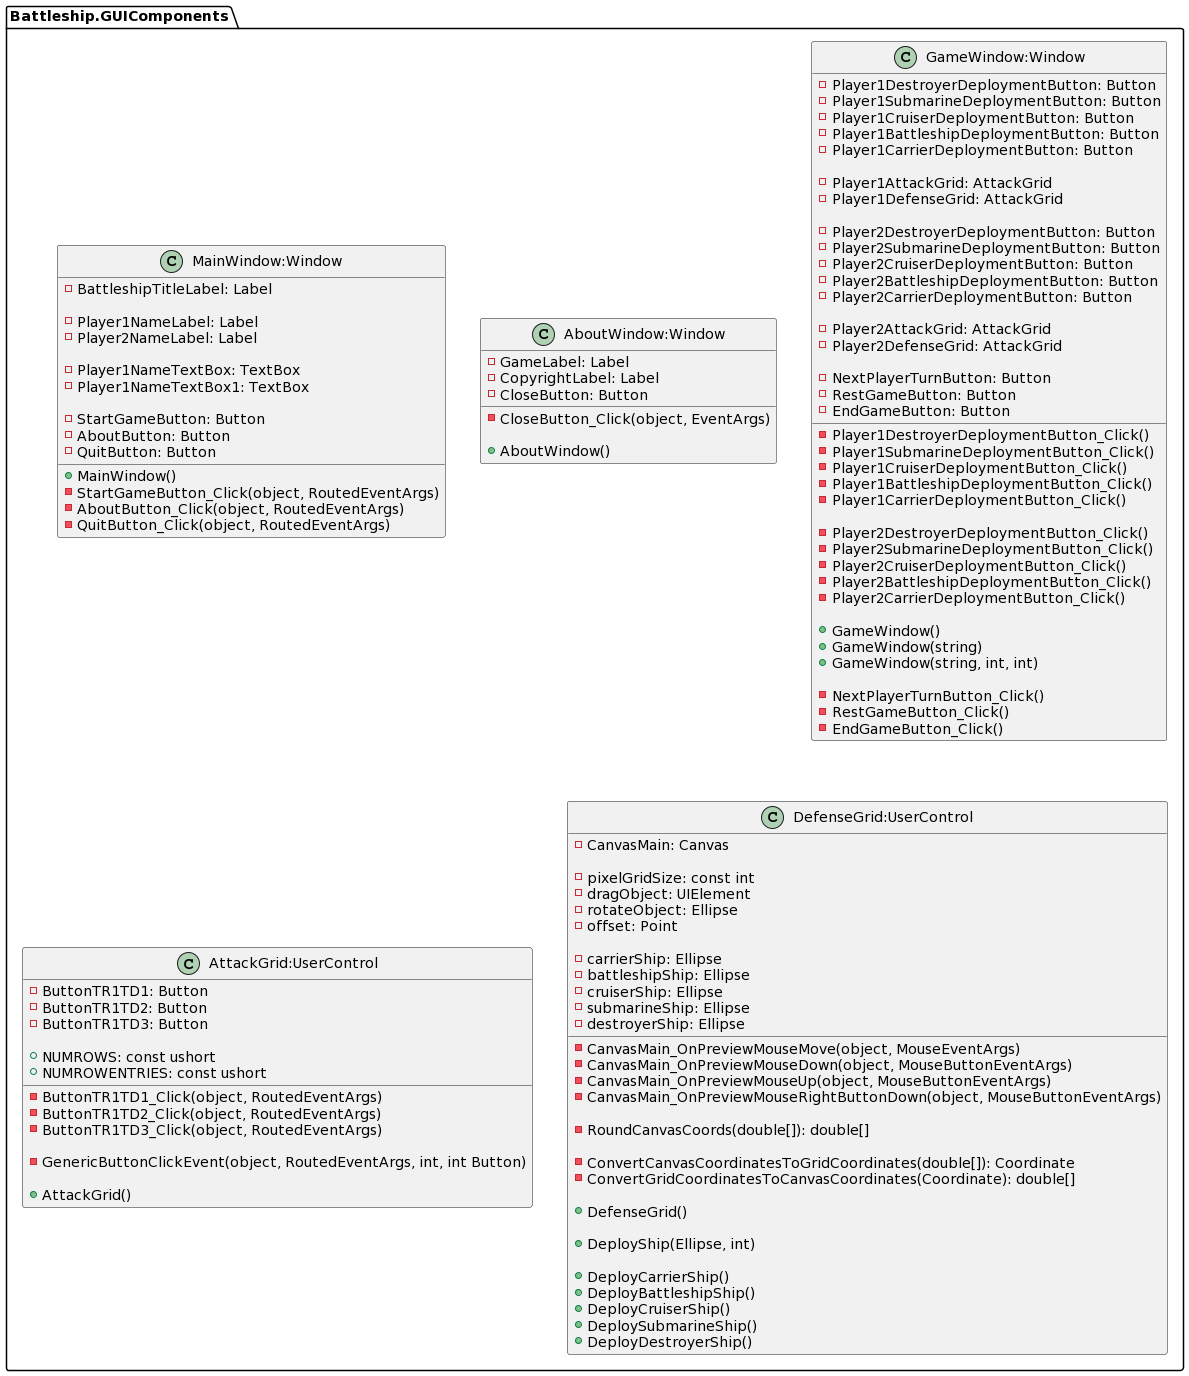 Battleship.GUIComponents
C GameWindow:Window
Player1DestroyerDeploymentButton: Button
Player1SubmarineDeploymentButton: Button
Player1CruiserDeploymentButton: Button
Player1BattleshipDeploymentButton: Button
Player1CarrierDeploymentButton: Button
Player1AttackGrid: AttackGrid
Player1DefenseGrid: AttackGrid
Player2DestroyerDeploymentButton: Button
Player2SubmarineDeploymentButton: Button
Player2CruiserDeploymentButton: Button
Player2BattleshipDeploymentButton: Button
Player2CarrierDeploymentButton: Button
Player2AttackGrid: AttackGrid
Player2DefenseGrid: AttackGrid
NextPlayerTurnButton: Button
RestGameButton: Button
EndGameButton: Button
Player1DestroyerDeploymentButton_Click()
Player1SubmarineDeploymentButton_Click()
Player1CruiserDeploymentButton_Click()
Player1BattleshipDeploymentButton_Click()
Player1CarrierDeploymentButton_Click()
Player2DestroyerDeploymentButton_Click()
Player2SubmarineDeploymentButton_Click()
Player2CruiserDeploymentButton_Click()
Player2BattleshipDeploymentButton_Click()
Player2CarrierDeploymentButton_Click()
GameWindow()
GameWindow(string)
GameWindow(string, int, int)
NextPlayerTurnButton_Click()
RestGameButton_Click()
EndGameButton_Click()
C MainWindow:Window
BattleshipTitleLabel: Label
Player1NameLabel: Label
Player2NameLabel: Label
Player1NameTextBox: TextBox
Player1NameTextBox1: TextBox
StartGameButton: Button
AboutButton: Button
QuitButton: Button
MainWindow()
StartGameButton_Click(object, RoutedEventArgs)
AboutButton_Click(object, RoutedEventArgs)
QuitButton_Click(object, RoutedEventArgs)
C AboutWindow:Window
GameLabel: Label
CopyrightLabel: Label
CloseButton: Button
CloseButton_Click(object, EventArgs)
AboutWindow()
C AttackGrid:UserControl
ButtonTR1TD1: Button
ButtonTR1TD2: Button
ButtonTR1TD3: Button
NUMROWS: const ushort
NUMROWENTRIES: const ushort
ButtonTR1TD1_Click(object, RoutedEventArgs)
ButtonTR1TD2_Click(object, RoutedEventArgs)
ButtonTR1TD3_Click(object, RoutedEventArgs)
GenericButtonClickEvent(object, RoutedEventArgs, int, int Button)
AttackGrid()
C DefenseGrid:UserControl
CanvasMain: Canvas
pixelGridSize: const int
dragObject: UIElement
rotateObject: Ellipse
offset: Point
carrierShip: Ellipse
battleshipShip: Ellipse
cruiserShip: Ellipse
submarineShip: Ellipse
destroyerShip: Ellipse
CanvasMain_OnPreviewMouseMove(object, MouseEventArgs)
CanvasMain_OnPreviewMouseDown(object, MouseButtonEventArgs)
CanvasMain_OnPreviewMouseUp(object, MouseButtonEventArgs)
CanvasMain_OnPreviewMouseRightButtonDown(object, MouseButtonEventArgs)
RoundCanvasCoords(double[]): double[]
ConvertCanvasCoordinatesToGridCoordinates(double[]): Coordinate
ConvertGridCoordinatesToCanvasCoordinates(Coordinate): double[]
DefenseGrid()
DeployShip(Ellipse, int)
DeployCarrierShip()
DeployBattleshipShip()
DeployCruiserShip()
DeploySubmarineShip()
DeployDestroyerShip()